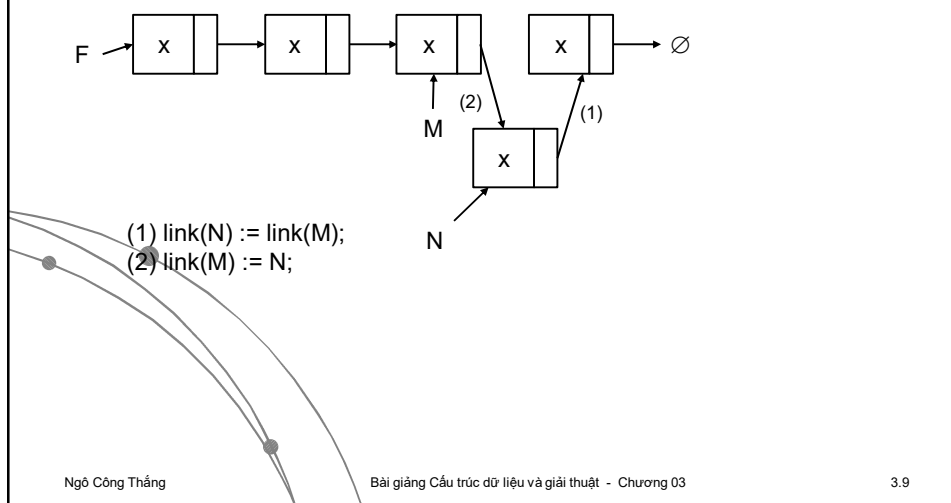 F x x x x ∅
M (2) (1)
x
N
(1) link(N) := link(M);
(2) link(M) := N;
Ngô Công Thắng Bài giảng Cấu trúc dữ liệu và giải thuật - Chương 03 3.9